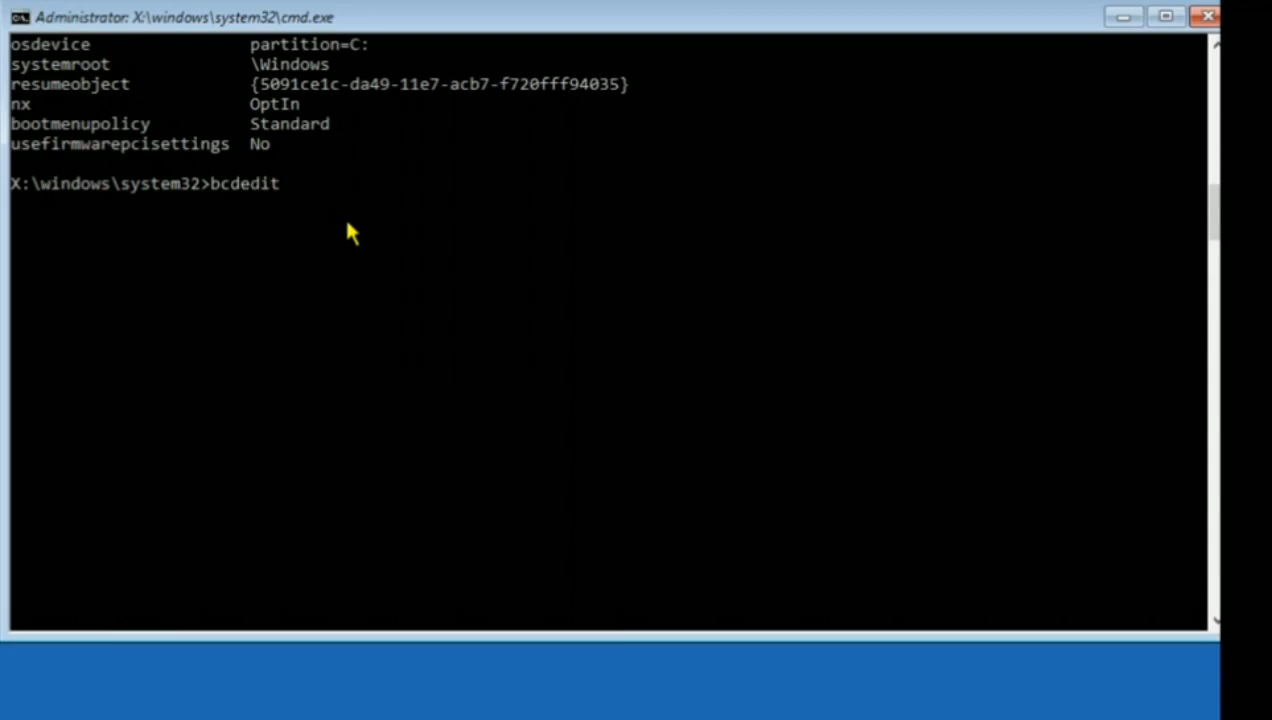 Administrator: X:\windows\system32\cmd.exe
osdevice                partition=C:
systemroot              \Windows
resumeobject            {5091ce1c-da49-11e7-acb7-f720fff94035}
nx                      OptIn
bootmenupolicy          Standard
usefirmwarepcisettings  No
X:\windows\system32>bcdedit